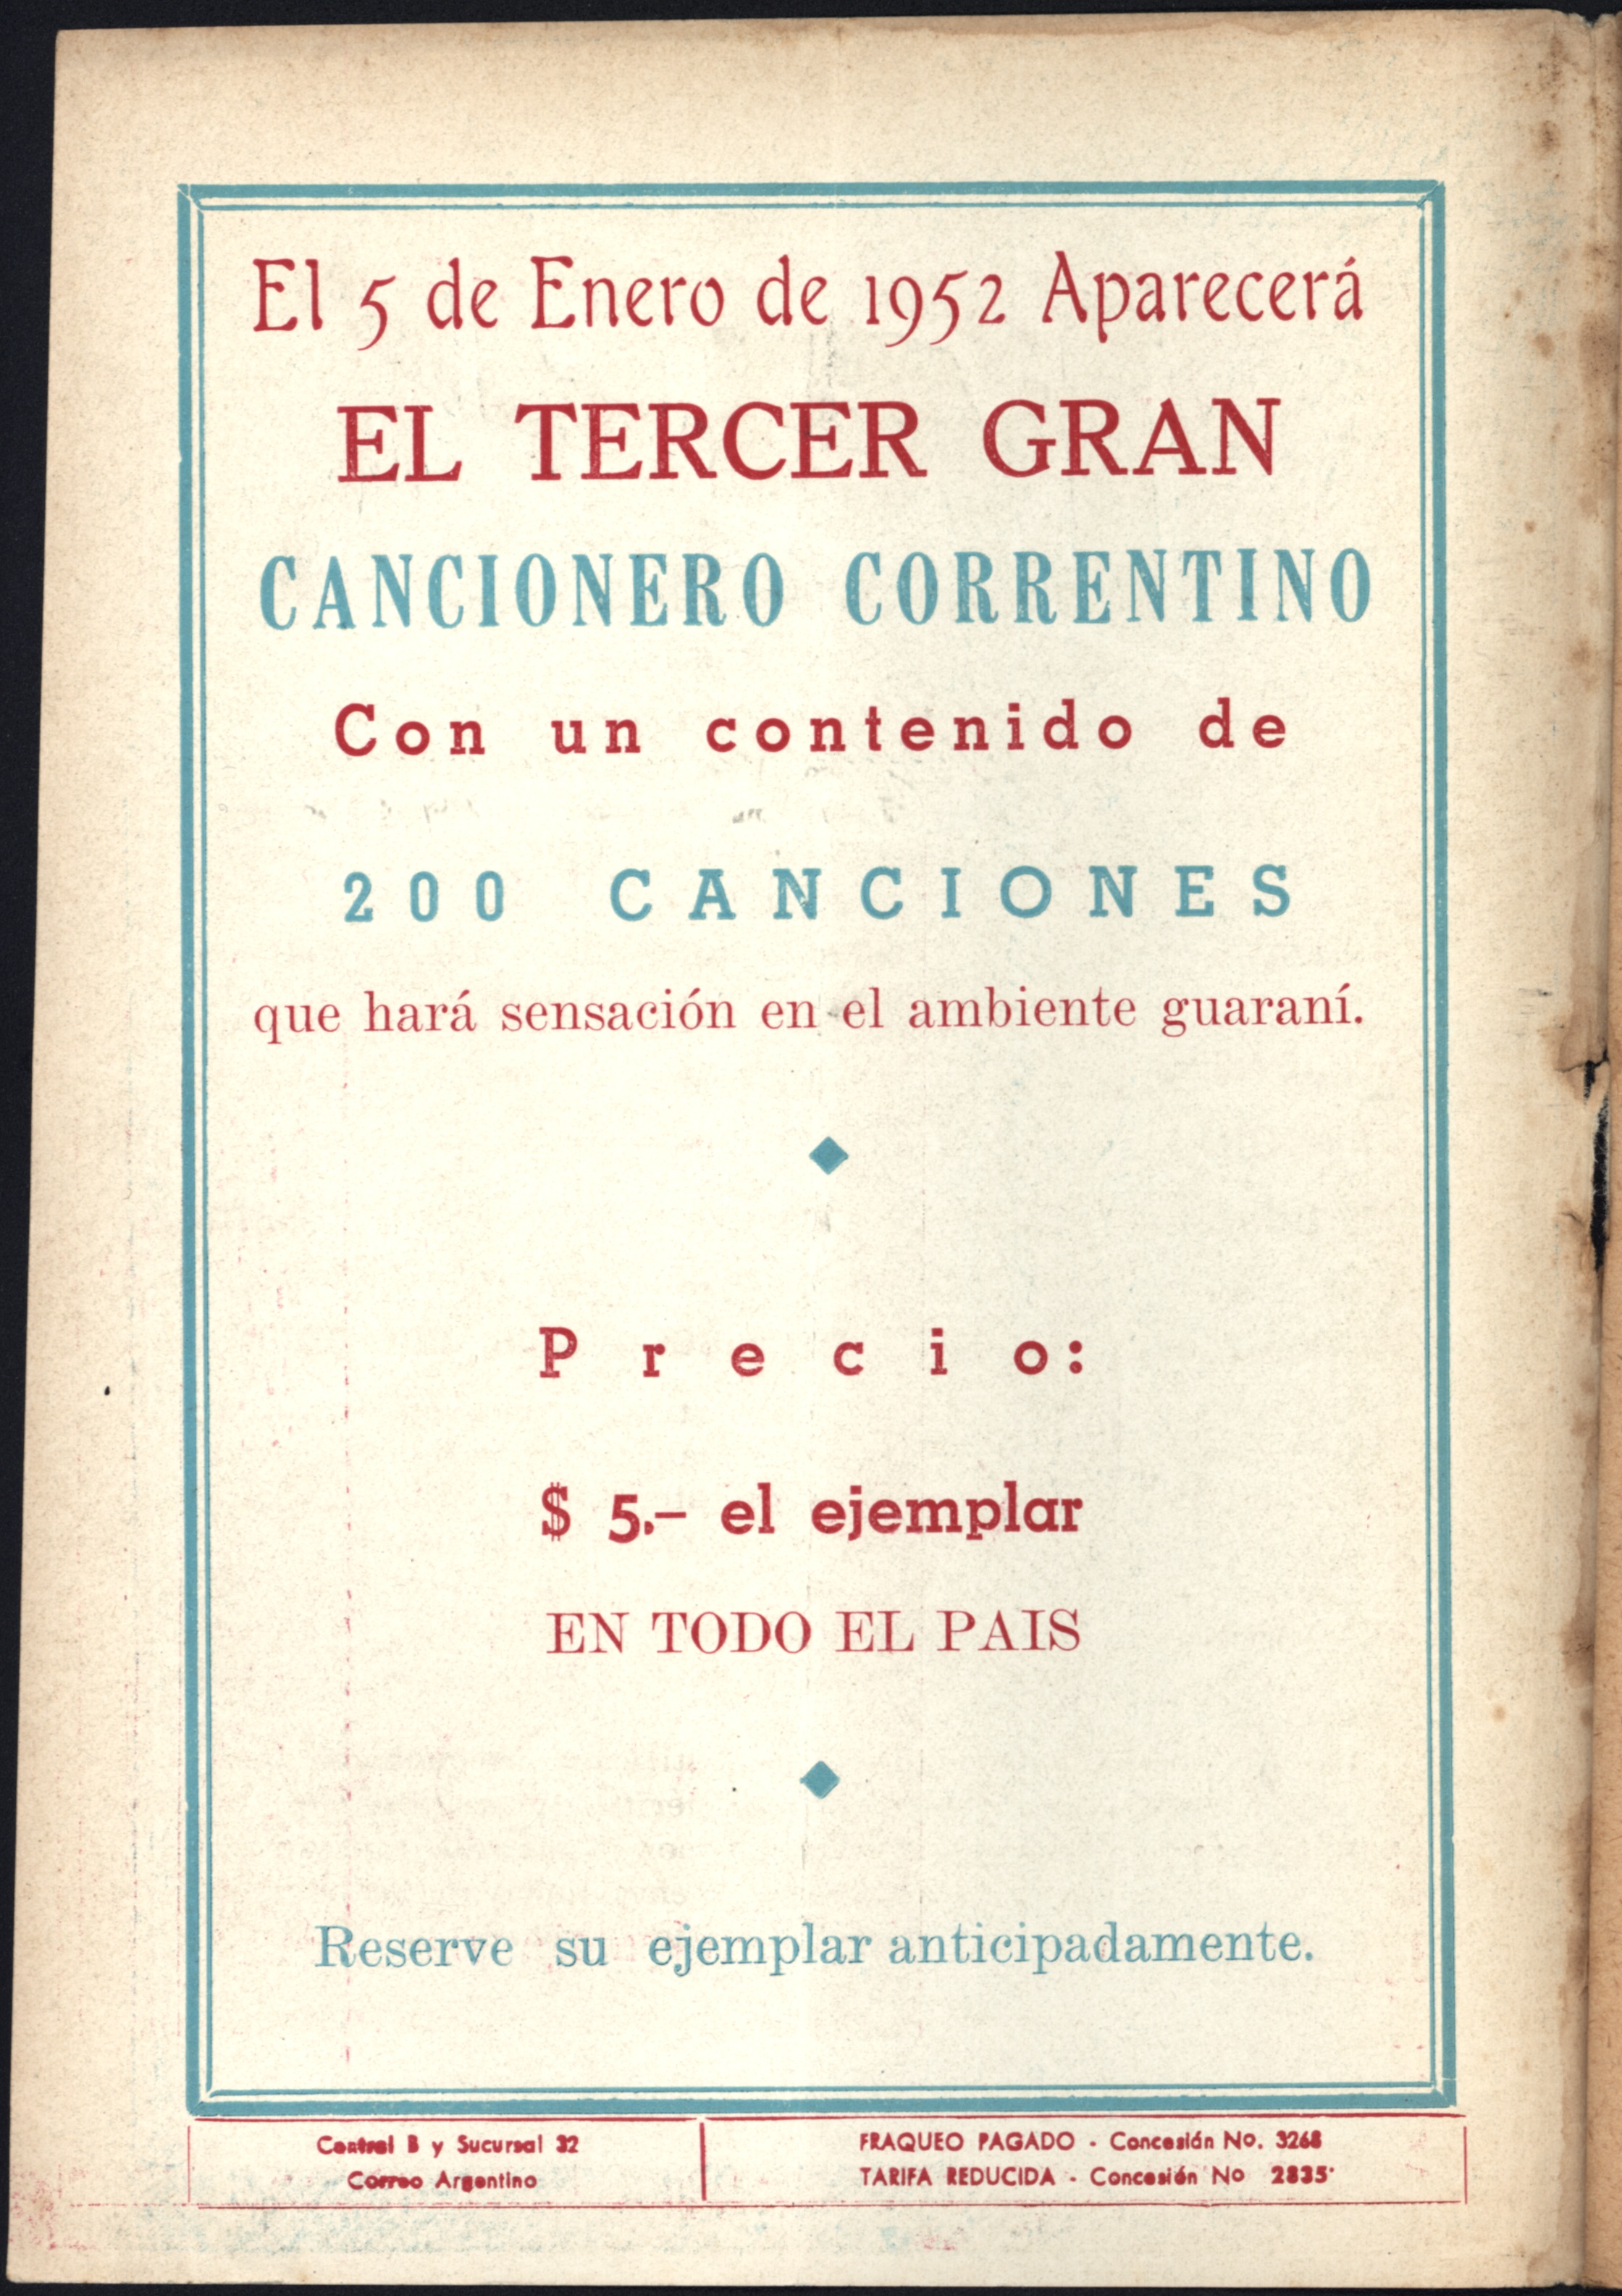 El 5 de Enero de 1952 Aparecerá
EL TERCER GRAN
CANCIONERO CORRENTINO
Con un contenido de
200 CANCIONES
que hará sensación en el ambiente guaraní.
Precio:
$ 5.- el ejemplar
EN TODO EL PAIS
Reserve su ejemplar anticipadamente.
Central B y Sucursal 32
Correo Argentino
FRAQUEO PAGADO - Concesión No. 3268
TARIFA REDUCIDA - Concesión No 2835